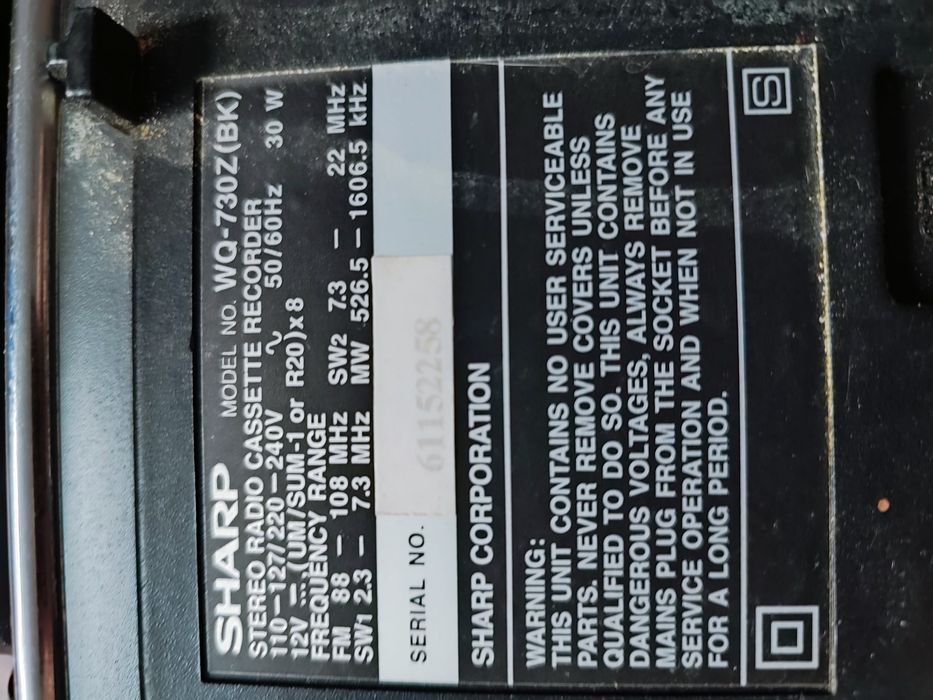 SHARP MODEL NO. WQ-730Z(BK)
STEREO RADIO CASSETTE RECORDER
110–127/220–240V ∿ 50/60Hz 30 W
12V ⎓ (UM/SUM-1 or R20)x8
FREQUENCY RANGE
FM 88 – 108 MHz SW2 7.3 – 22 MHz
SW1 2.3 – 7.3 MHz MW 526.5 – 1606.5 kHz
SERIAL NO. 61152258
SHARP CORPORATION
WARNING:
THIS UNIT CONTAINS NO USER SERVICEABLE
PARTS. NEVER REMOVE COVERS UNLESS
QUALIFIED TO DO SO. THIS UNIT CONTAINS
DANGEROUS VOLTAGES, ALWAYS REMOVE
MAINS PLUG FROM THE SOCKET BEFORE ANY
SERVICE OPERATION AND WHEN NOT IN USE
FOR A LONG PERIOD.
S